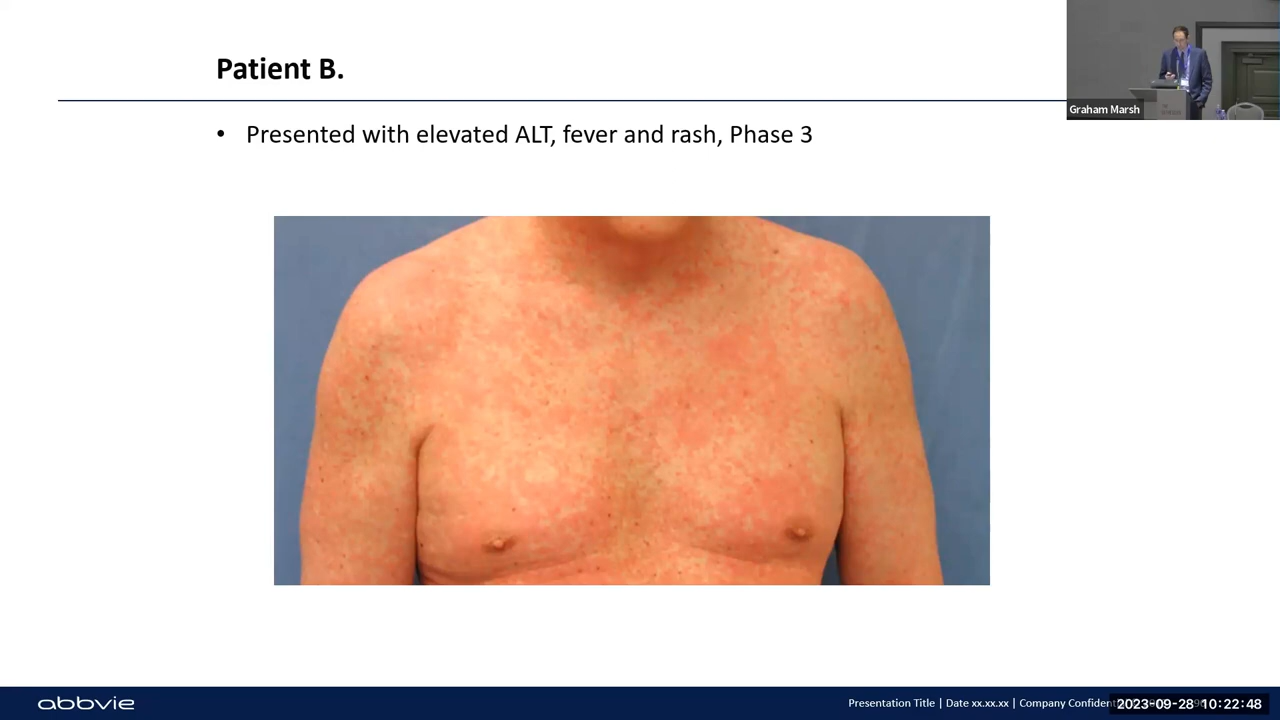 Patient B.
Graham Marsh
• Presented with elevated ALT, fever and rash, Phase 3
abbvie
Presentation Title | Date xx.xx.xx | Company Confident
2023-09-28 10:22:48